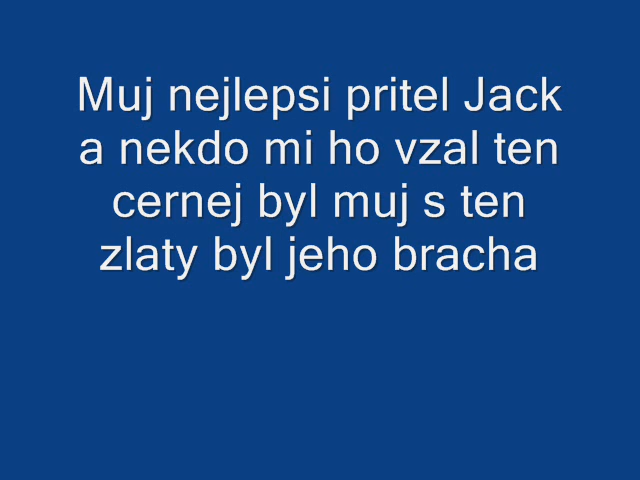 Muj nejlepsi pritel Jack
a nekdo mi ho vzal ten
cernej byl muj s ten
zlaty byl jeho bracha